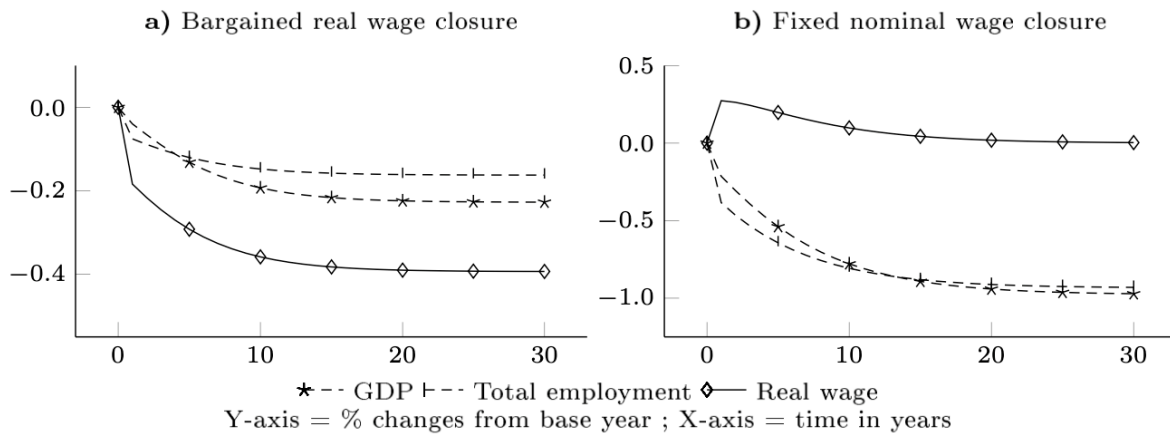 a) Bargained real wage closure
0.0
−0.2
−0.4
0 10 20 30
b) Fixed nominal wage closure
0.5
0.0
−0.5
−1.0
0 10 20 30
GDP Total employment Real wage
Y-axis = % changes from base year ; X-axis = time in years